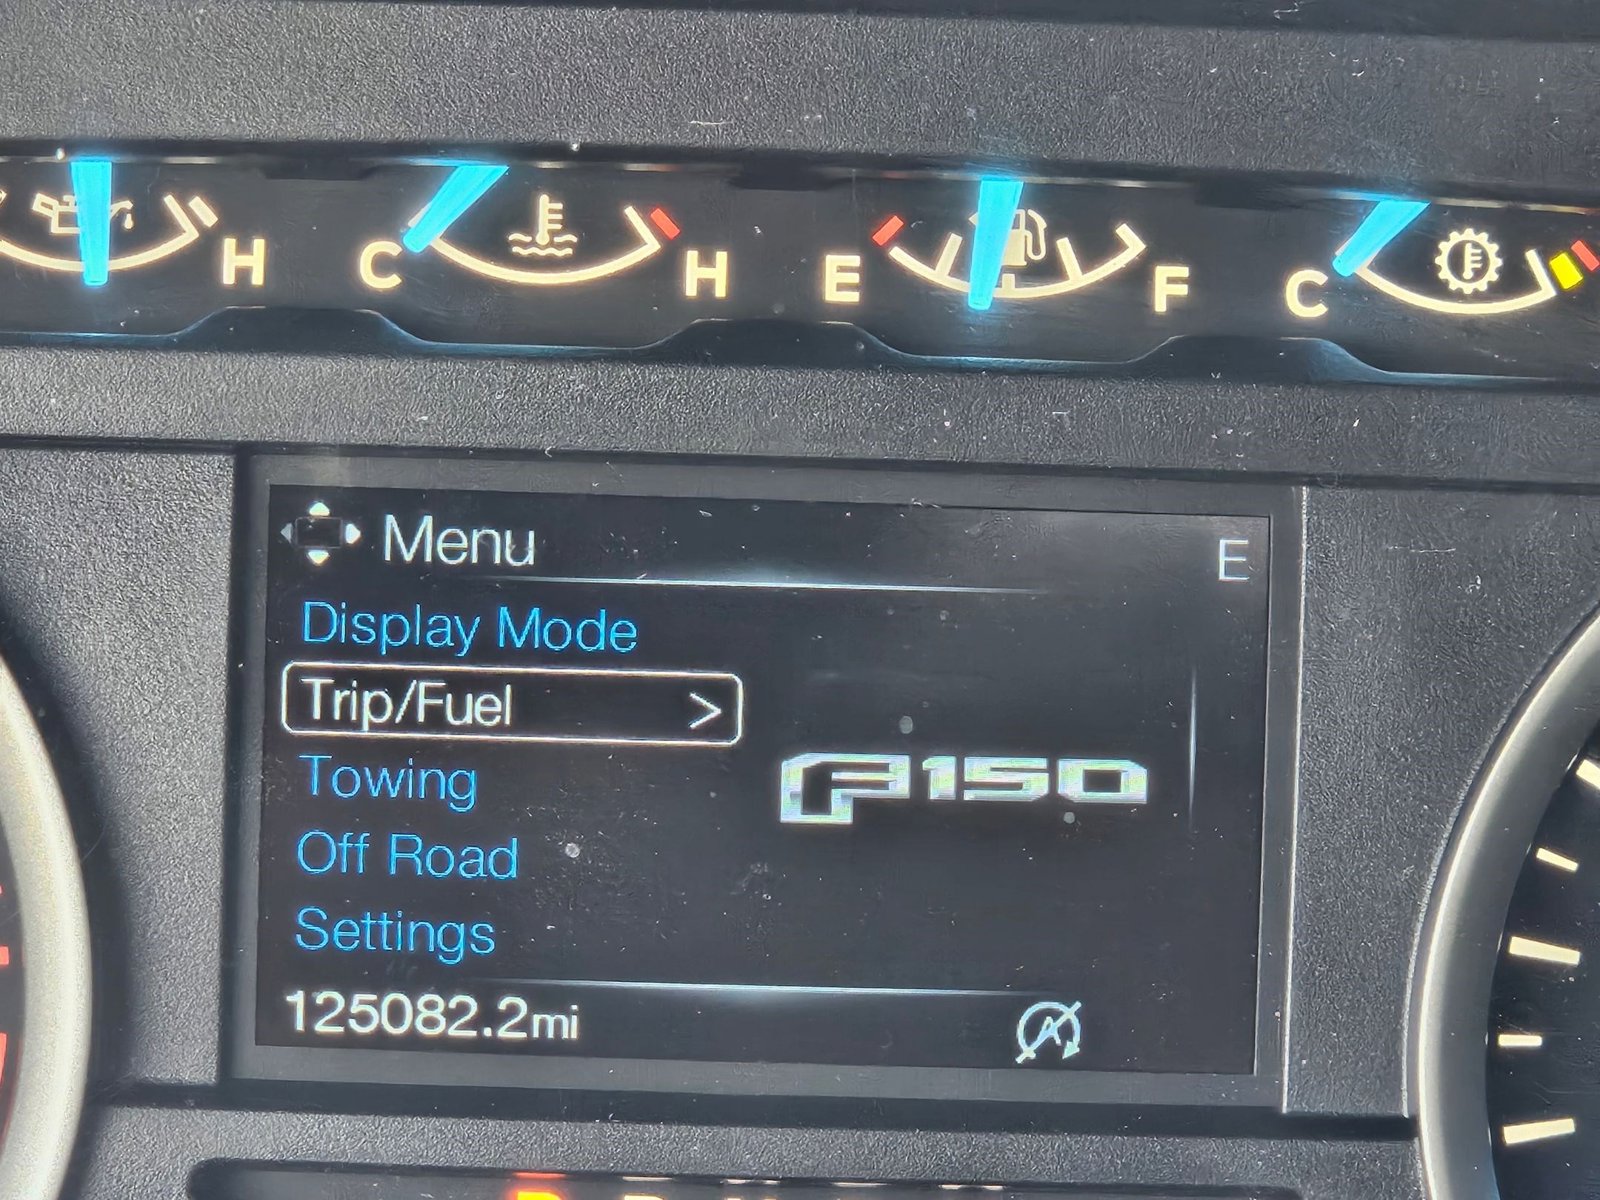 H C H E F C
Menu E
Display Mode
Trip/Fuel >
Towing
F150
Off Road
Settings
125082.2mi
A